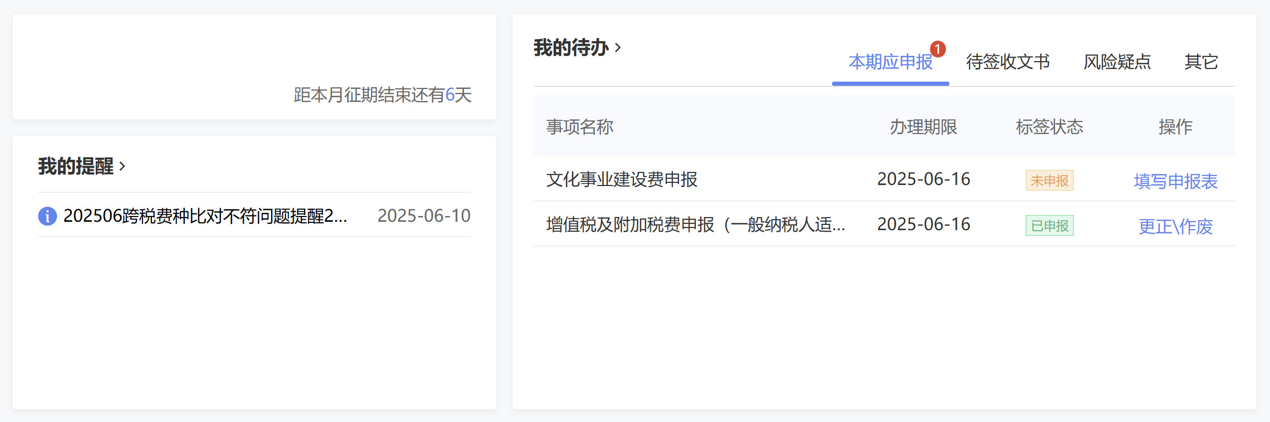 距本月征期结束还有6天
我的提醒 >
202506跨税费种比对不符问题提醒2... 2025-06-10
我的待办 >
本期应申报 1 待签收文书 风险疑点 其它
事项名称 办理期限 标签状态 操作
文化事业建设费申报 2025-06-16 未申报 填写申报表
增值税及附加税费申报（一般纳税人适... 2025-06-16 已申报 更正\作废